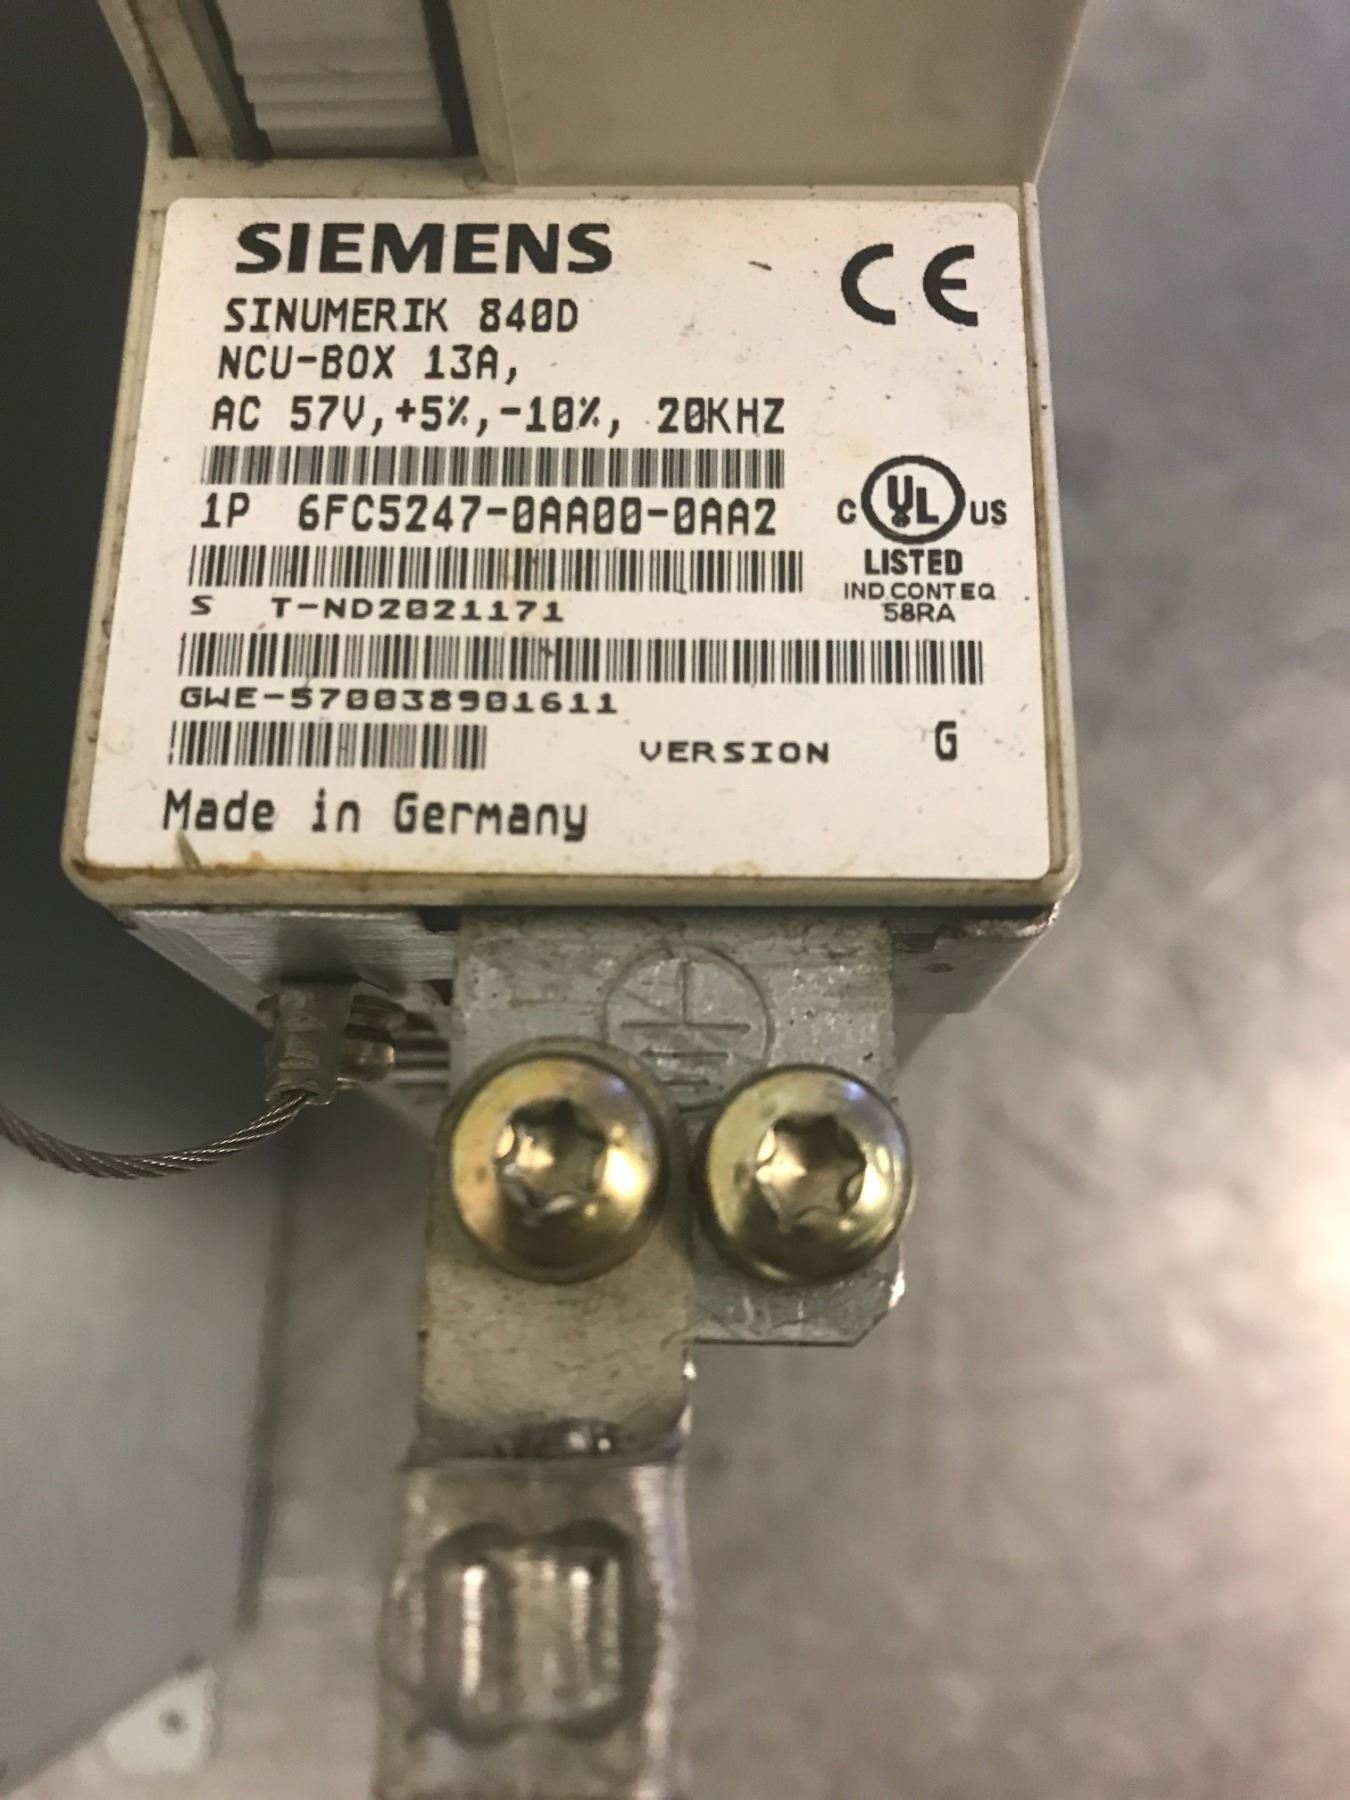 SIEMENS
CE
SINUMERIK 840D
NCU-BOX 13A,
AC 57V,+5%,-10%, 20KHZ
1P 6FC5247-0AA00-0AA2
C UL US
LISTED
IND.CONT.EQ
58RA
S T-ND2021171
GWE-570038901611
VERSION G
Made in Germany